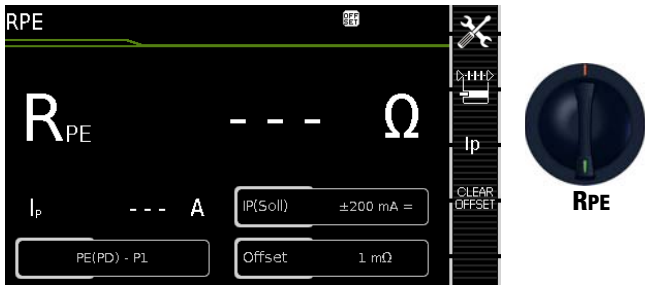 RPE
OFF
SET
RPE --- Ω
Ip
IP --- A
IP(Soll) ±200 mA =
CLEAR
OFFSET
RPE
PE(PD) - P1
Offset 1 mΩ